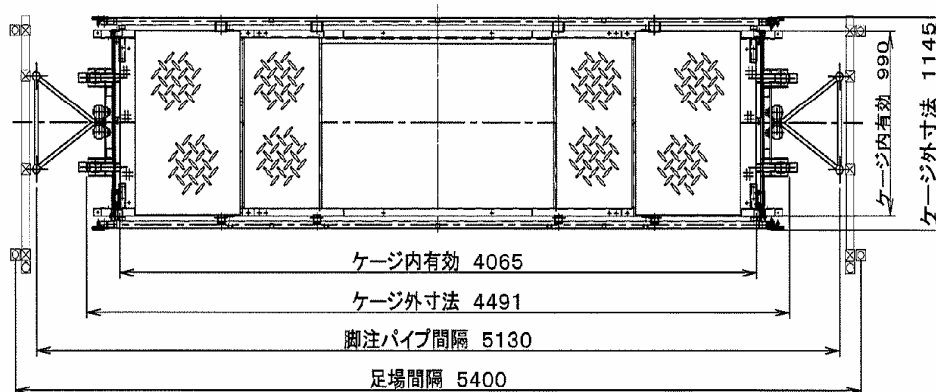 ケージ内有効 990
ケージ外寸法 1145
ケージ内有効 4065
ケージ外寸法 4491
脚注パイプ間隔 5130
足場間隔 5400